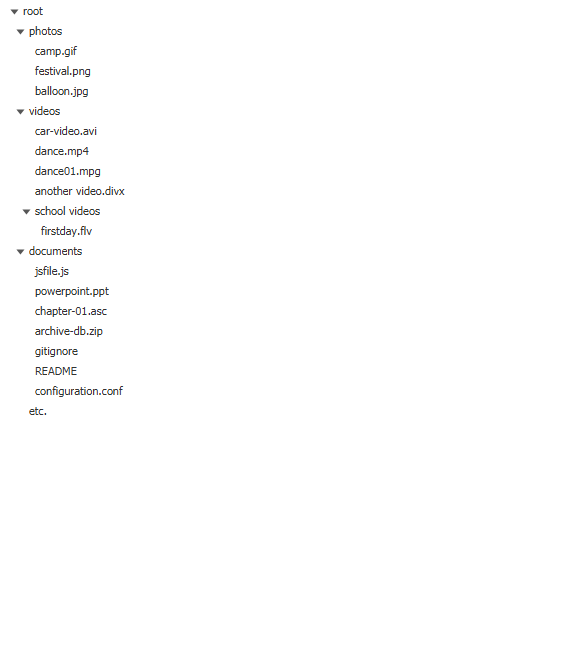 root
photos
camp.gif
festival.png
balloon.jpg
videos
car-video.avi
dance.mp4
dance01.mpg
another video.divx
school videos
firstday.flv
documents
jsfile.js
powerpoint.ppt
chapter-01.asc
archive-db.zip
gitignore
README
configuration.conf
etc.